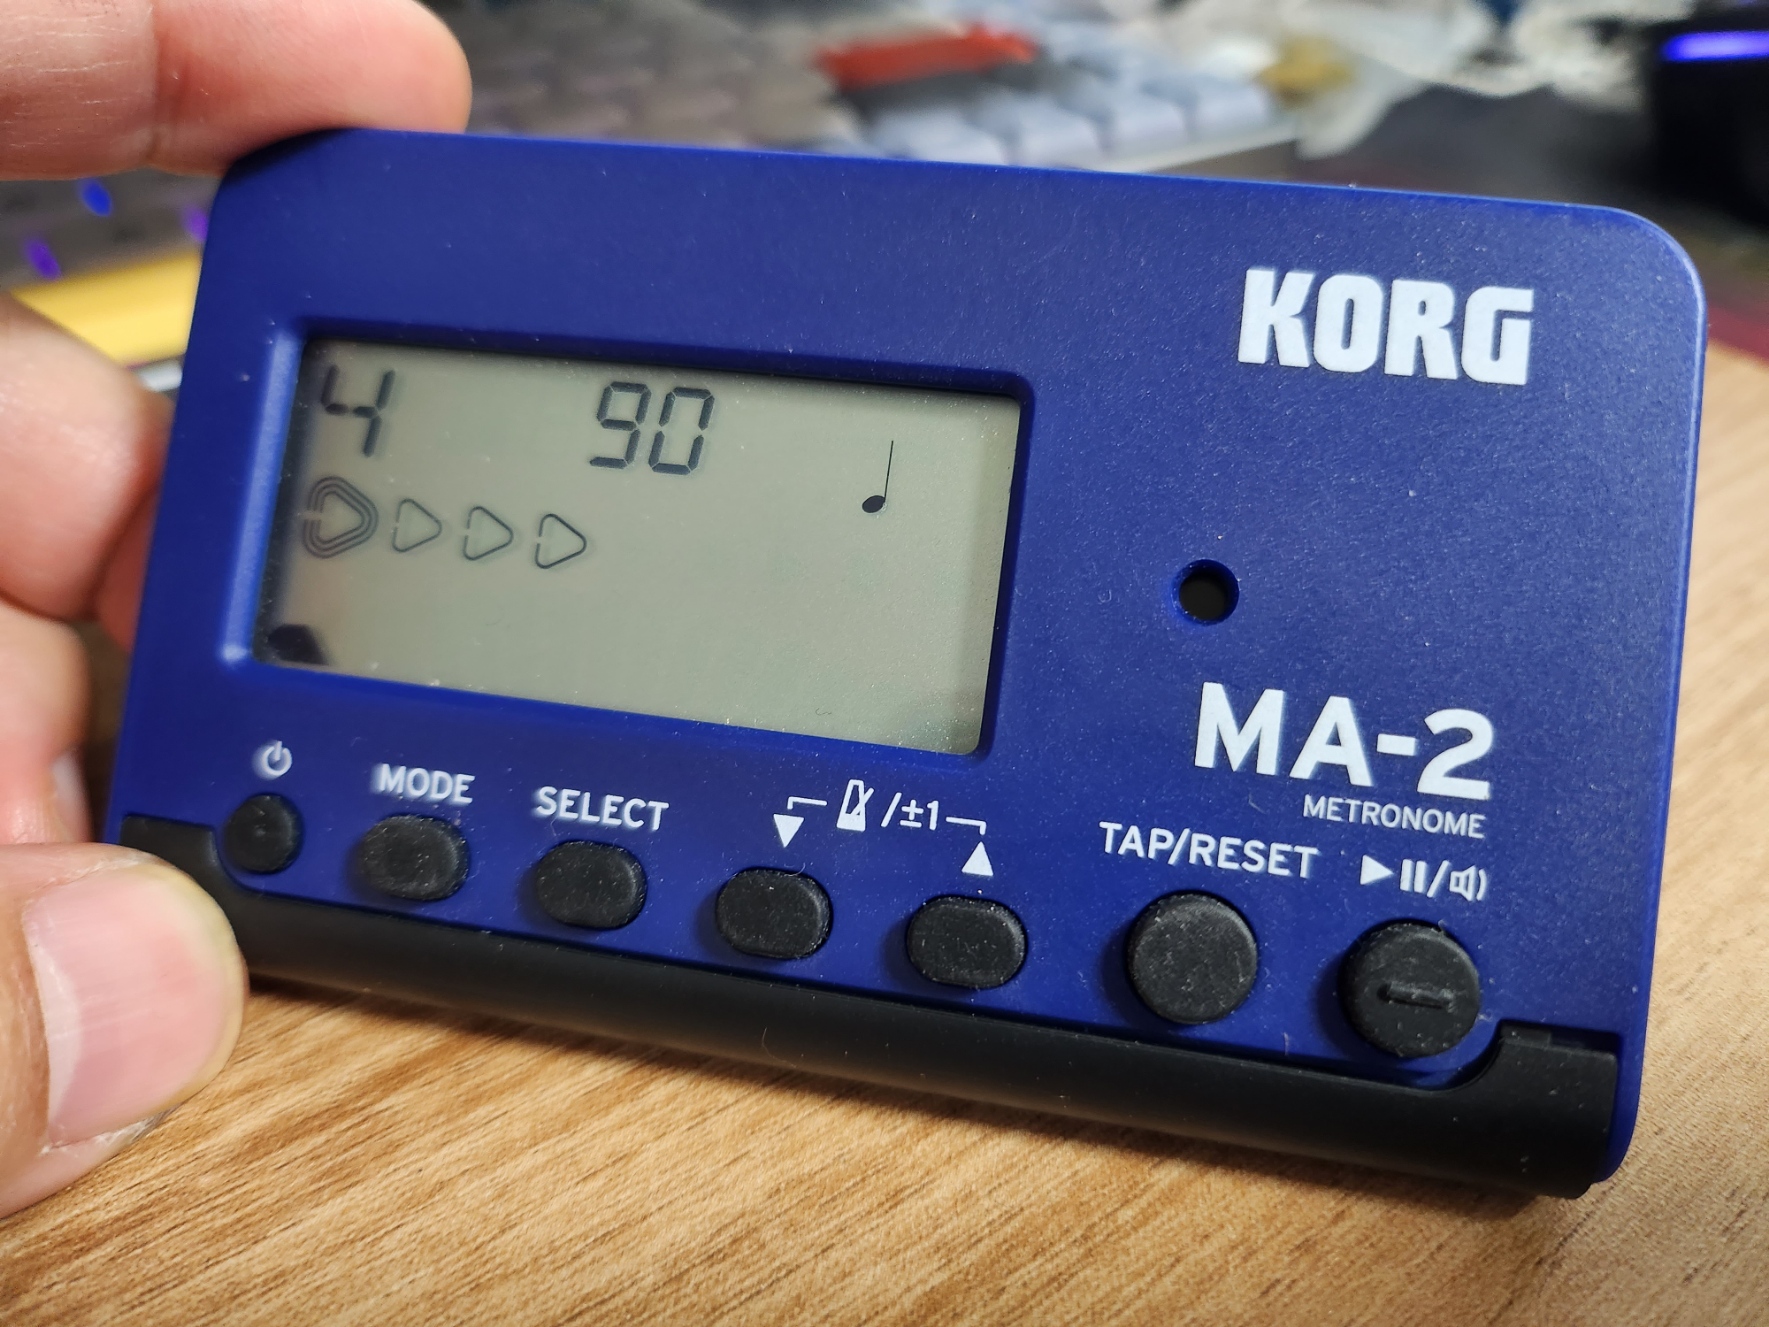 KORG
4 90
MA-2
METRONOME
MODE
SELECT
/±1
TAP/RESET
/